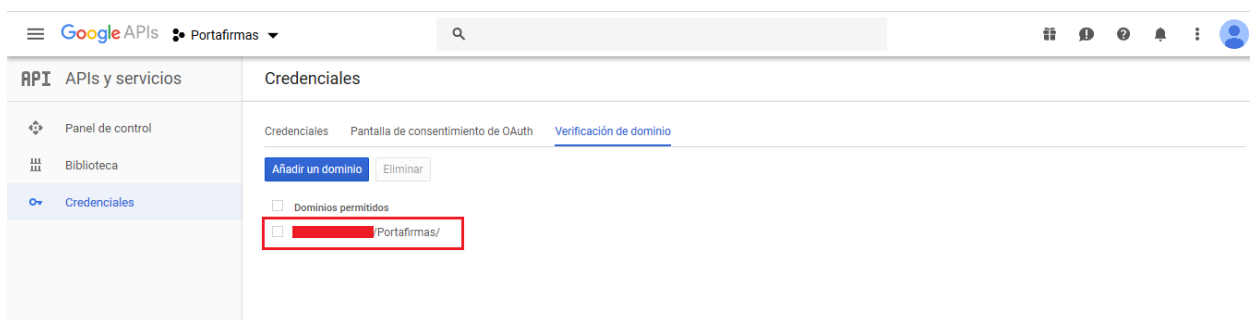 Google APIs Portafirmas
API APIs y servicios
Credenciales
Panel de control
Biblioteca
Credenciales
Credenciales Pantalla de consentimiento de OAuth Verificación de dominio
Añadir un dominio Eliminar
Dominios permitidos
/Portafirmas/